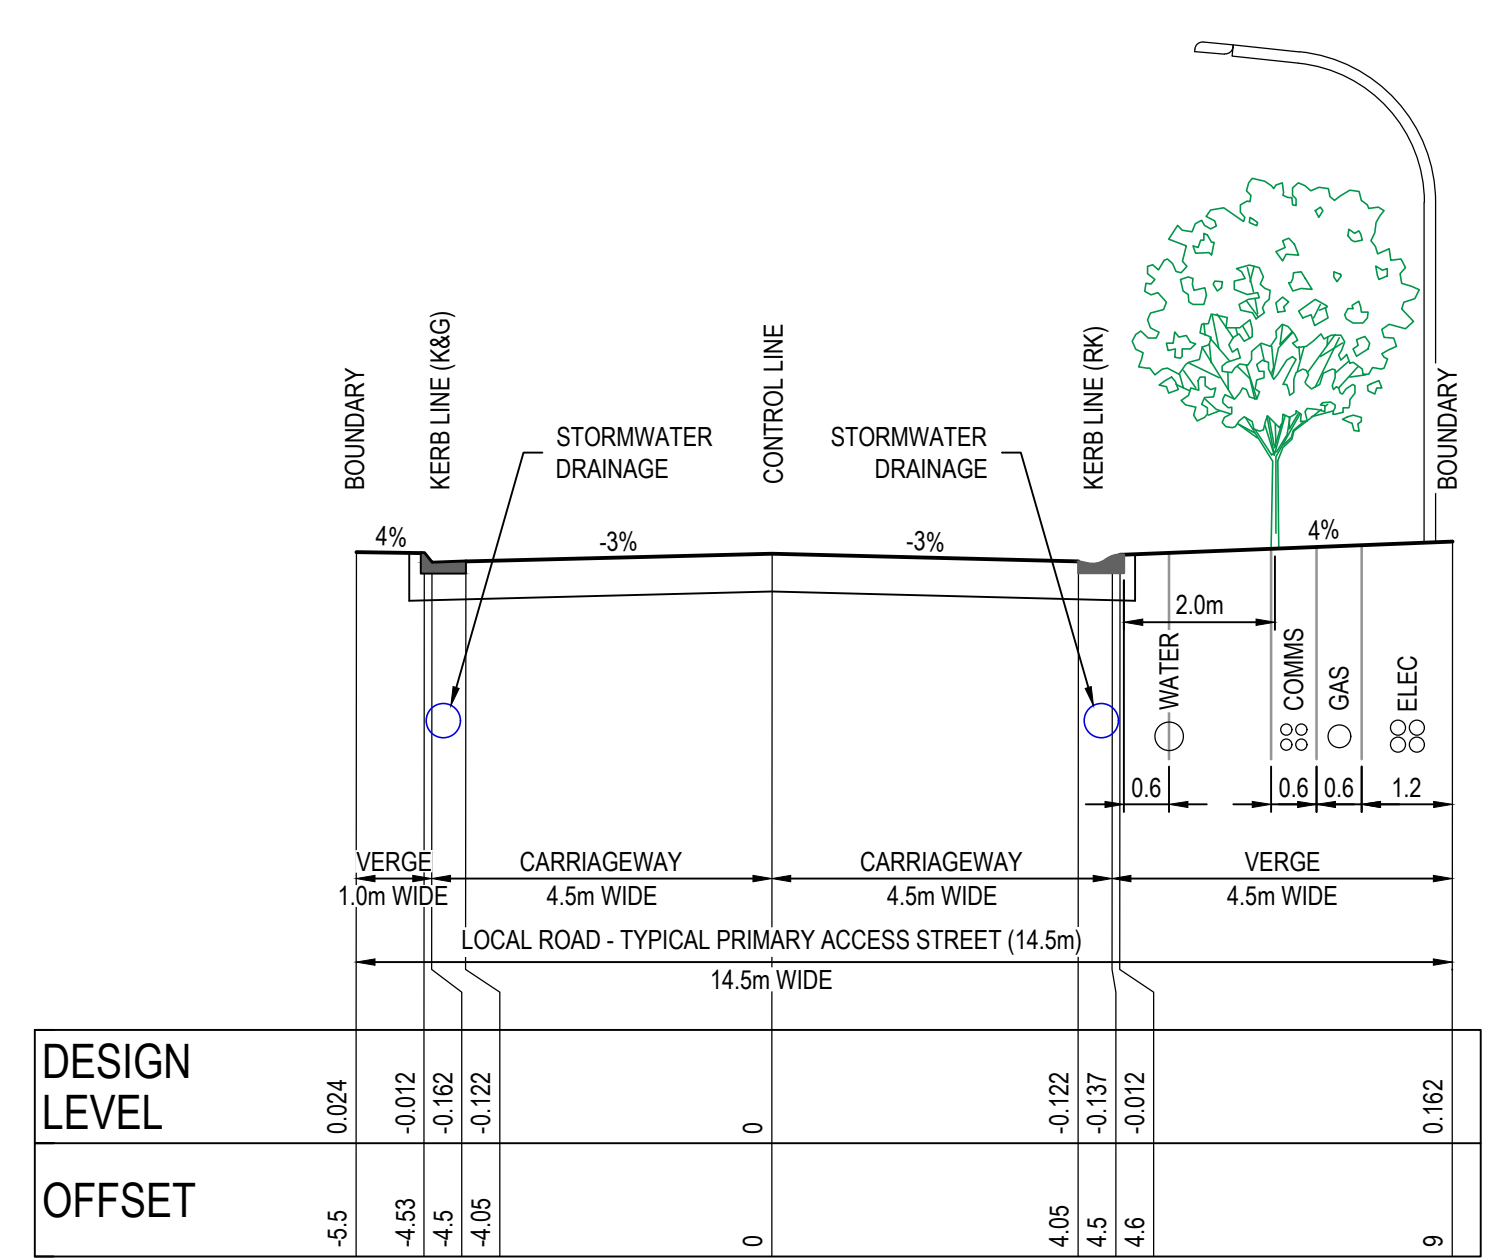 BOUNDARY
KERB LINE (K&G)
STORMWATER
DRAINAGE
CONTROL LINE
STORMWATER
DRAINAGE
KERB LINE (RK)
BOUNDARY
4%
-3%
-3%
4%
2.0m
WATER
COMMS
GAS
ELEC
0.6
0.6
0.6
1.2
VERGE
1.0m WIDE
CARRIAGEWAY
4.5m WIDE
CARRIAGEWAY
4.5m WIDE
VERGE
4.5m WIDE
LOCAL ROAD - TYPICAL PRIMARY ACCESS STREET (14.5m)
14.5m WIDE
DESIGN
LEVEL
0.024
-0.012
-0.162
-0.122
0
-0.122
-0.137
-0.012
0.162
OFFSET
-5.5
-4.53
-4.5
-4.05
0
4.05
4.5
4.6
9